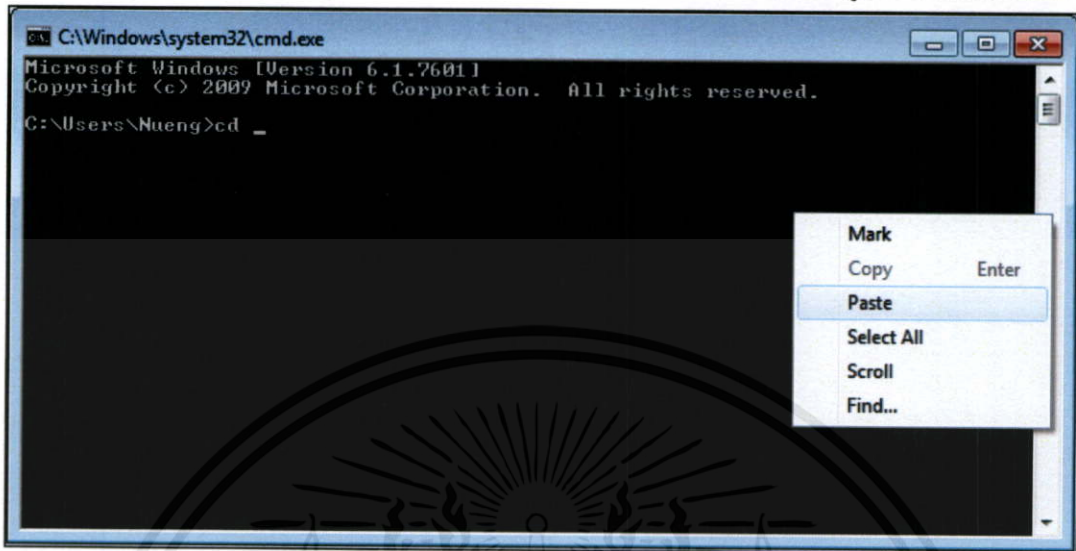 C:\Windows\system32\cmd.exe
Microsoft Windows [Version 6.1.7601]
Copyright (c) 2009 Microsoft Corporation.  All rights reserved.
C:\Users\Nueng>cd _
Mark
Copy Enter
Paste
Select All
Scroll
Find...